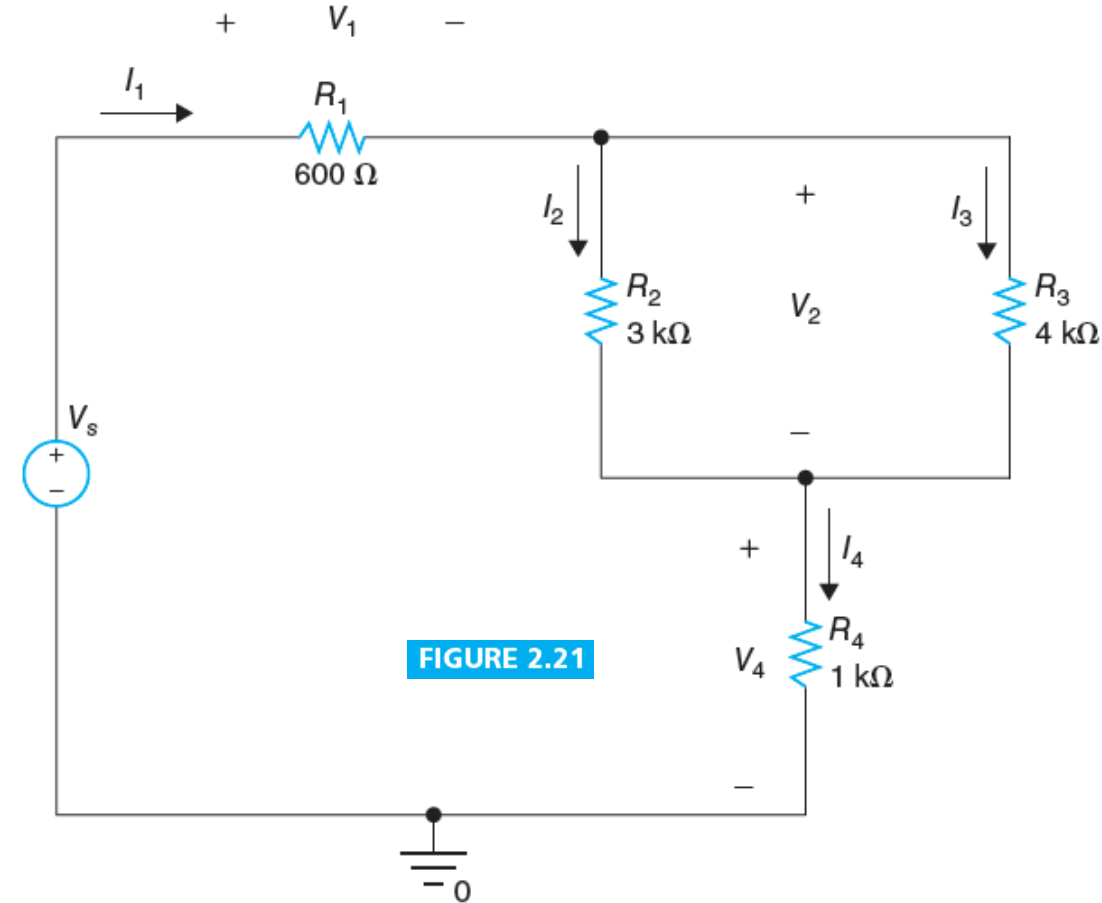 + V₁ −
I₁
R₁
600 Ω
I₂
+
I₃
R₂
3 kΩ
V₂
R₃
4 kΩ
−
Vₛ
+
−
+
I₄
R₄
1 kΩ
V₄
FIGURE 2.21
−
0